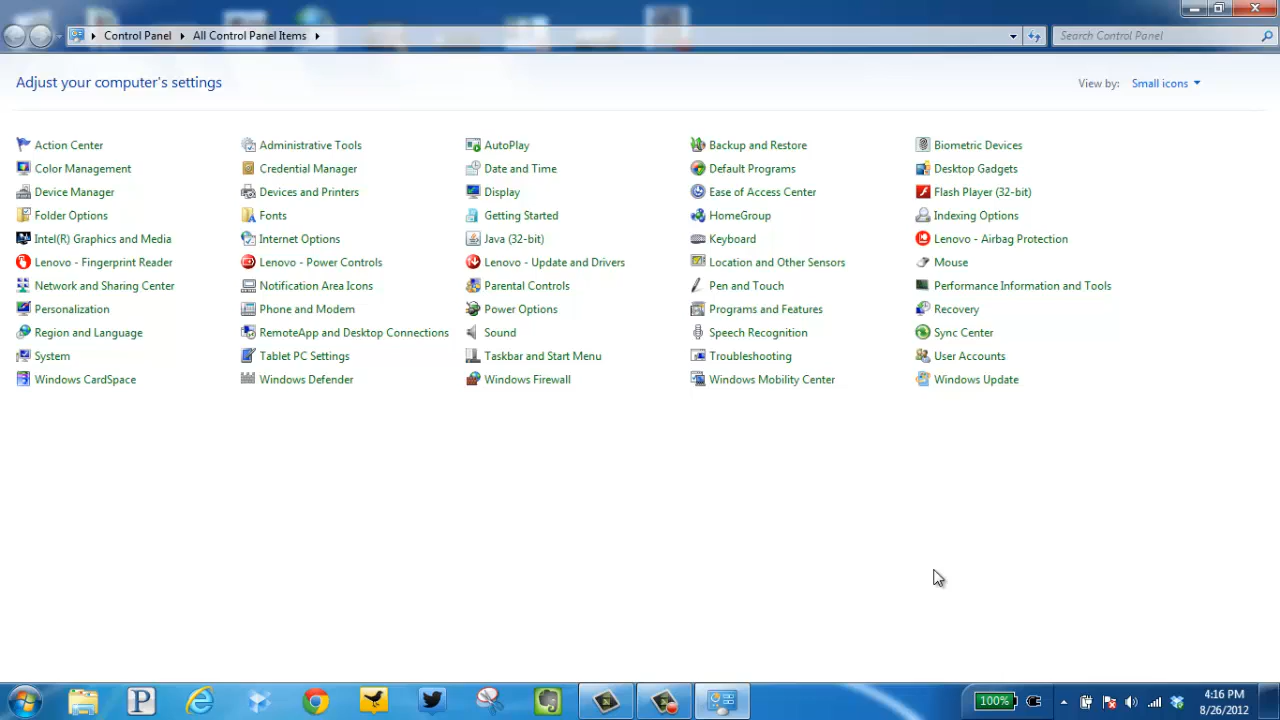 Control Panel All Control Panel Items
Search Control Panel
Adjust your computer's settings
View by: Small icons
Action Center Administrative Tools AutoPlay Backup and Restore Biometric Devices
Color Management Credential Manager Date and Time Default Programs Desktop Gadgets
Device Manager Devices and Printers Display Ease of Access Center Flash Player (32-bit)
Folder Options Fonts Getting Started HomeGroup Indexing Options
Intel(R) Graphics and Media Internet Options Java (32-bit) Keyboard Lenovo - Airbag Protection
Lenovo - Fingerprint Reader Lenovo - Power Controls Lenovo - Update and Drivers Location and Other Sensors Mouse
Network and Sharing Center Notification Area Icons Parental Controls Pen and Touch Performance Information and Tools
Personalization Phone and Modem Power Options Programs and Features Recovery
Region and Language RemoteApp and Desktop Connections Sound Speech Recognition Sync Center
System Tablet PC Settings Taskbar and Start Menu Troubleshooting User Accounts
Windows CardSpace Windows Defender Windows Firewall Windows Mobility Center Windows Update
P
100%
4:16 PM
8/26/2012